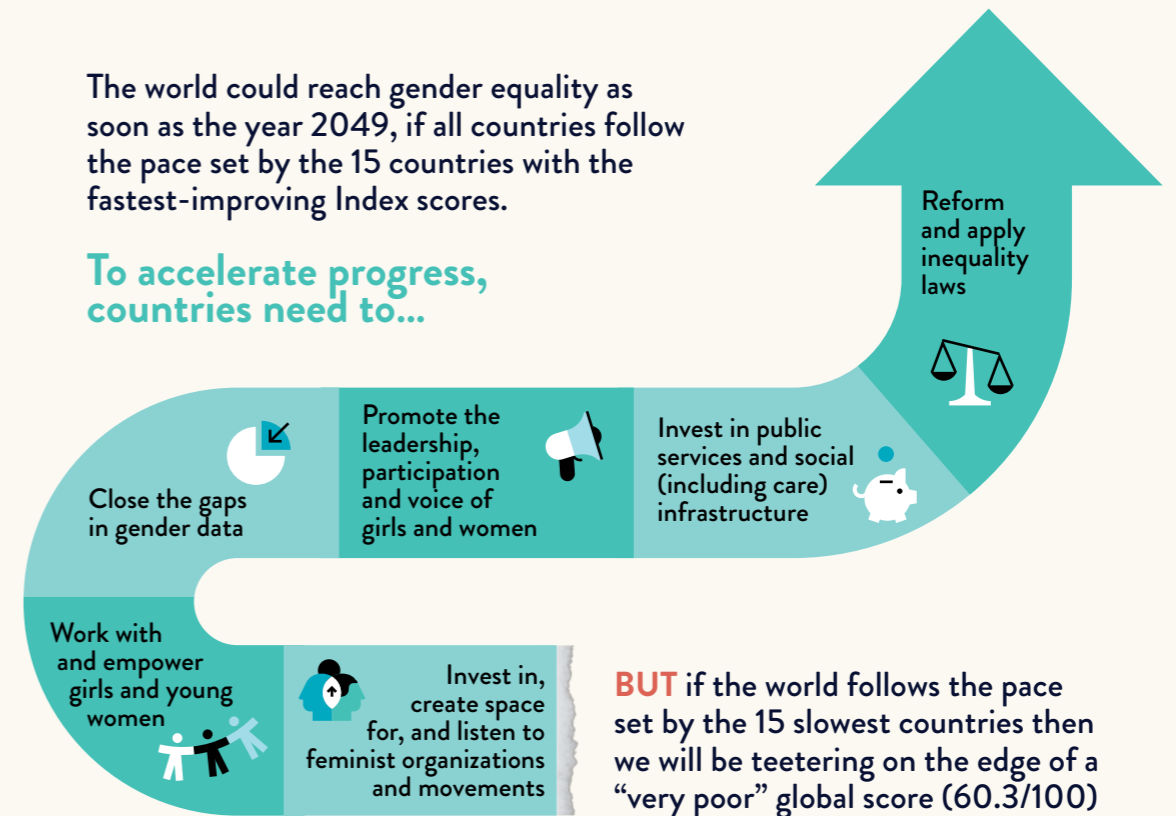 The world could reach gender equality as
soon as the year 2049, if all countries follow
the pace set by the 15 countries with the
fastest-improving Index scores.
To accelerate progress,
countries need to...
Reform
and apply
inequality
laws
Close the gaps
in gender data
Promote the
leadership,
participation
and voice of
girls and women
Invest in public
services and social
(including care)
infrastructure
Work with
and empower
girls and young
women
Invest in,
create space
for, and listen to
feminist organizations
and movements
BUT if the world follows the pace
set by the 15 slowest countries then
we will be teetering on the edge of a
“very poor” global score (60.3/100)